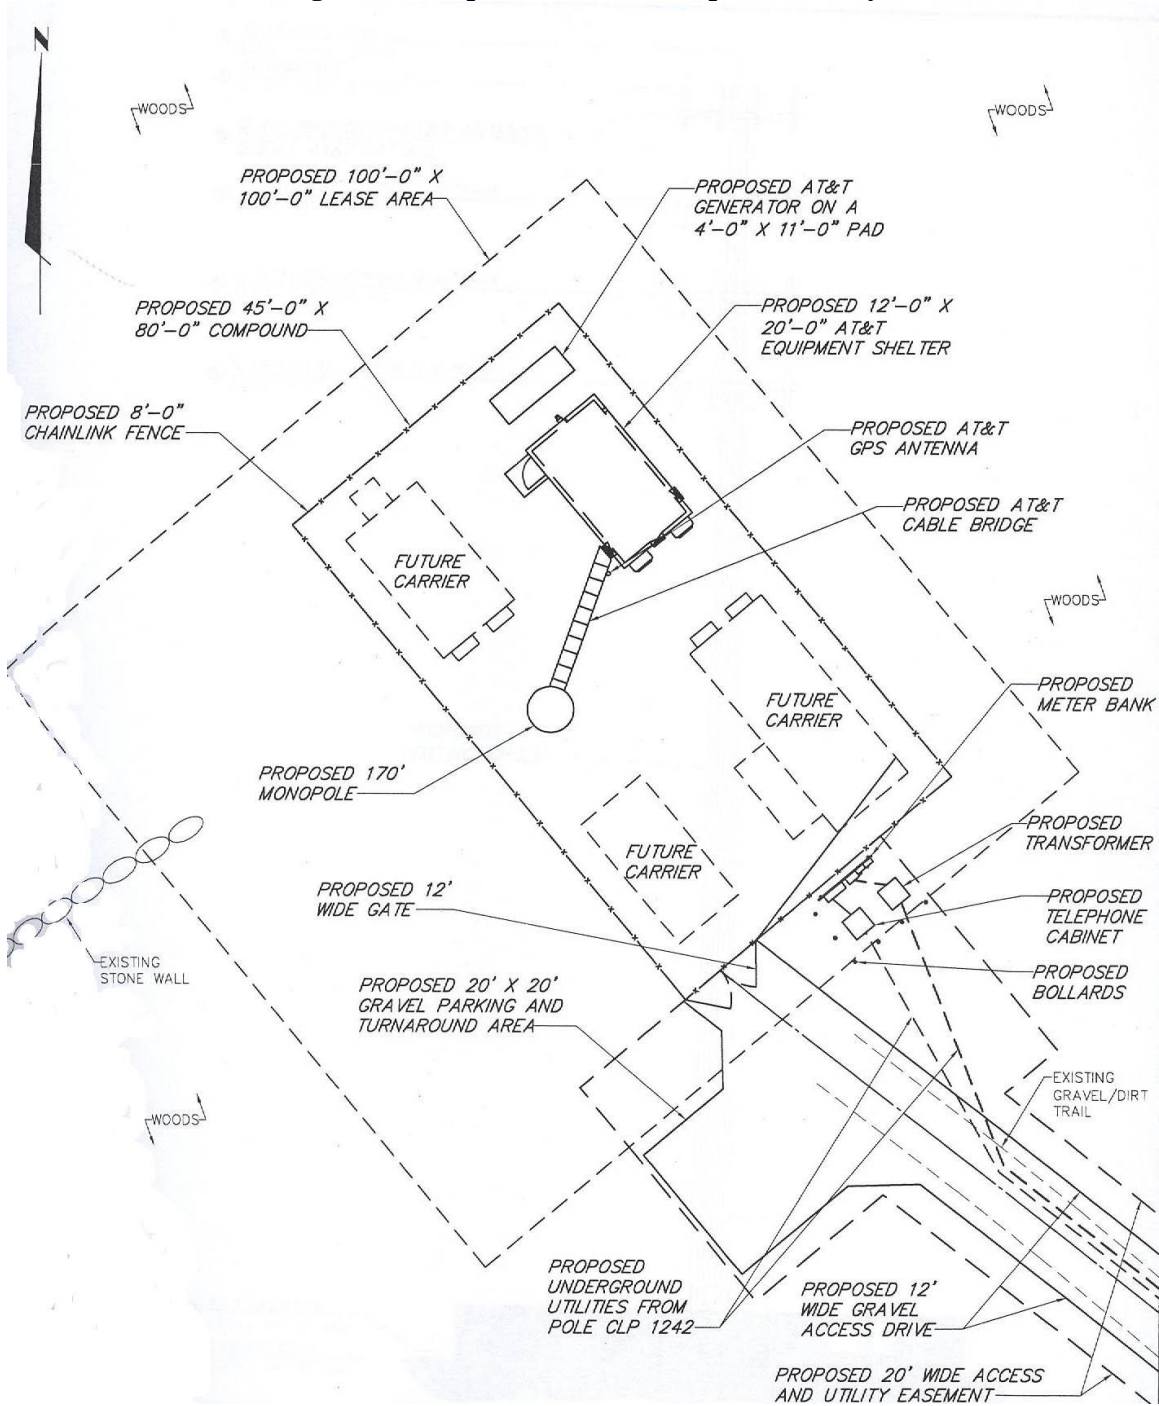 N
WOODS
WOODS
PROPOSED 100'-0" X
100'-0" LEASE AREA
PROPOSED AT&T
GENERATOR ON A
4'-0" X 11'-0" PAD
PROPOSED 45'-0" X
80'-0" COMPOUND
PROPOSED 12'-0" X
20'-0" AT&T
EQUIPMENT SHELTER
PROPOSED 8'-0"
CHAINLINK FENCE
PROPOSED AT&T
GPS ANTENNA
PROPOSED AT&T
CABLE BRIDGE
FUTURE
CARRIER
WOODS
FUTURE
CARRIER
PROPOSED
METER BANK
PROPOSED 170'
MONOPOLE
PROPOSED
TRANSFORMER
FUTURE
CARRIER
PROPOSED 12'
WIDE GATE
PROPOSED
TELEPHONE
CABINET
EXISTING
STONE WALL
PROPOSED
BOLLARDS
PROPOSED 20' X 20'
GRAVEL PARKING AND
TURNAROUND AREA
EXISTING
GRAVEL/DIRT
TRAIL
WOODS
PROPOSED
UNDERGROUND
UTILITIES FROM
POLE CLP 1242
PROPOSED 12'
WIDE GRAVEL
ACCESS DRIVE
PROPOSED 20' WIDE ACCESS
AND UTILITY EASEMENT